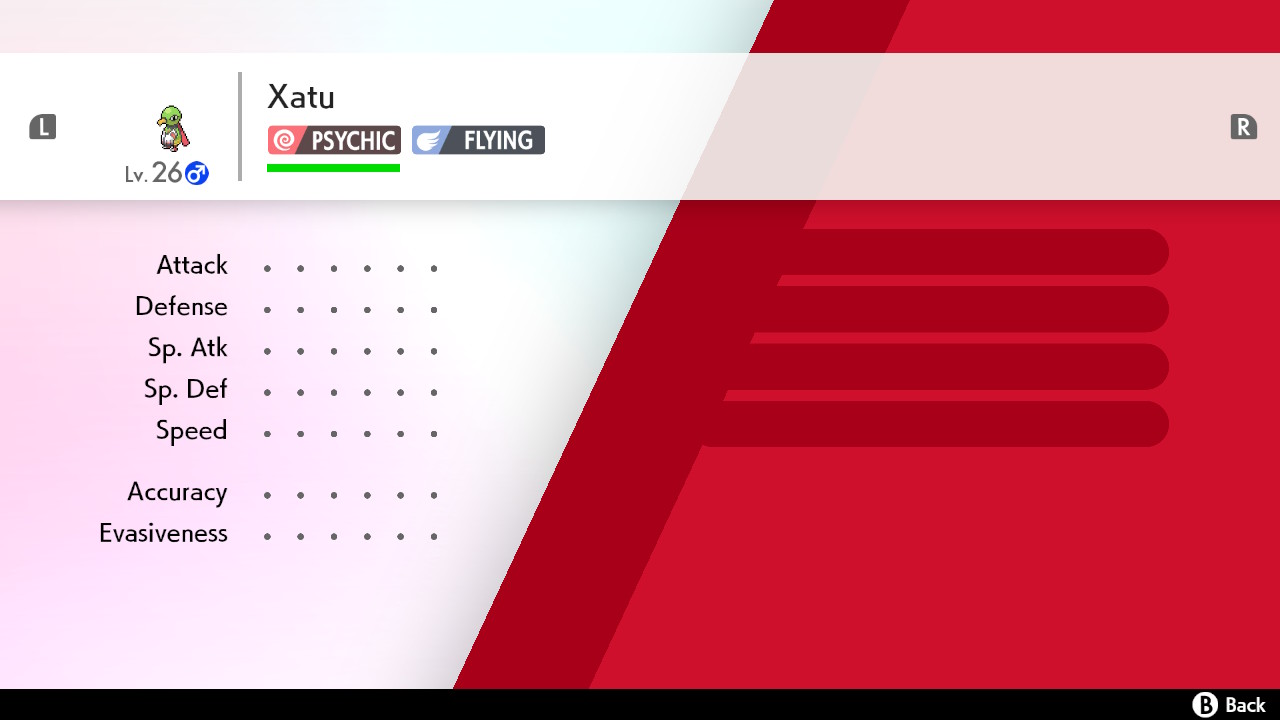 Xatu
L
PSYCHIC FLYING
R
Lv. 26
Attack
Defense
Sp. Atk
Sp. Def
Speed
Accuracy
Evasiveness
B Back